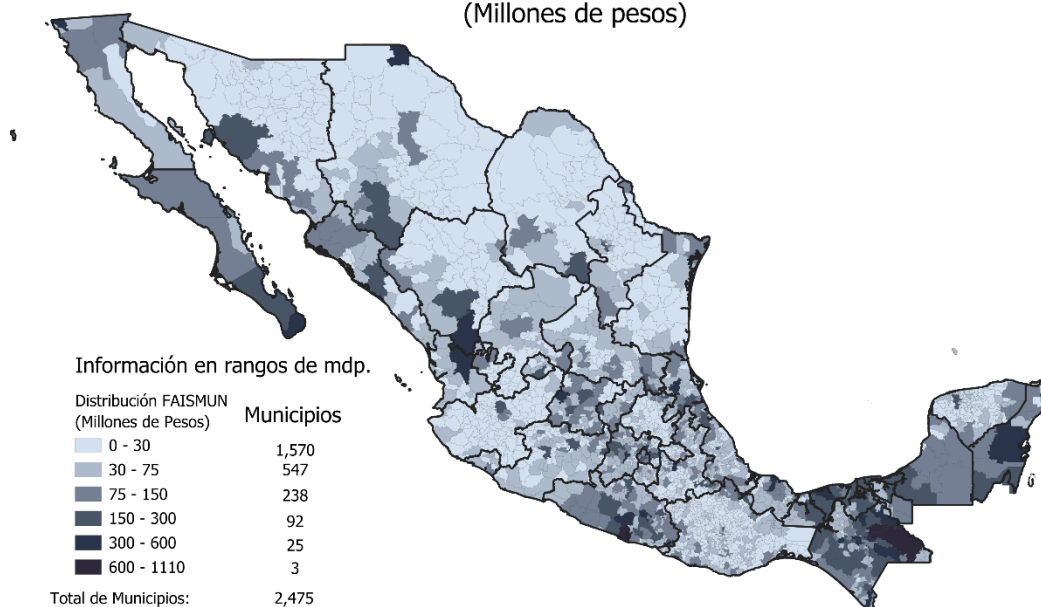 (Millones de pesos)
Información en rangos de mdp.
Distribución FAISMUN
(Millones de Pesos)
Municipios
0 - 30 1,570
30 - 75 547
75 - 150 238
150 - 300 92
300 - 600 25
600 - 1110 3
Total de Municipios: 2,475